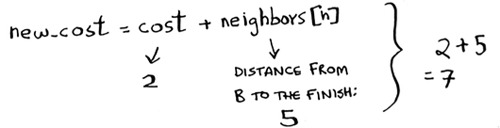 new_cost = cost + neighbors[n]
2
DISTANCE FROM
B TO THE FINISH:
5
2+5
=7